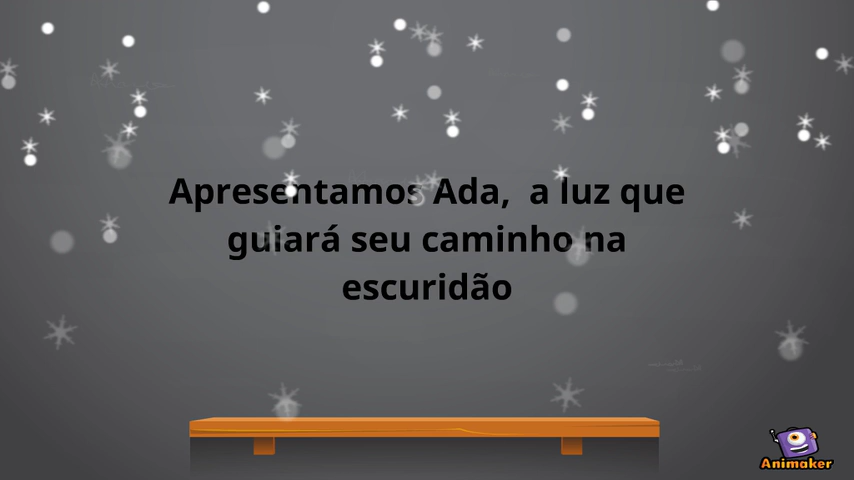 Apresentamos Ada,  a luz que
guiará seu caminho na
escuridão
Animaker